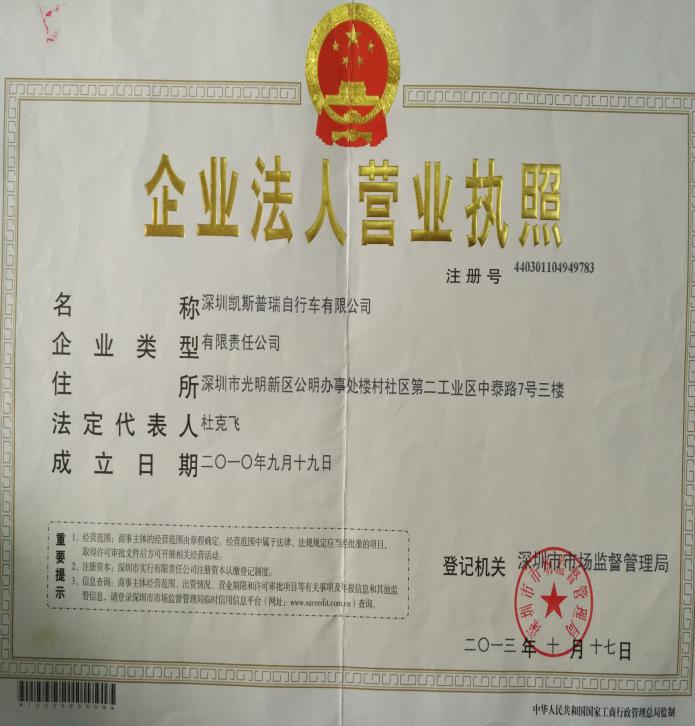 企业法人营业执照
注册号 440301104949783
名称 深圳凯斯普瑞自行车有限公司
企业类型 有限责任公司
住所 深圳市光明新区公明办事处楼村社区第二工业区中泰路7号三楼
法定代表人 杜克飞
成立日期 二〇一〇年九月十九日
重要提示
1、经营范围：商事主体的经营范围由章程确定。经营范围中属于法律、法规规定应当经批准的项目，
取得许可审批文件后方可开展相关经营活动。
2、注册资本：深圳市实行有限责任公司注册资本认缴登记制度。
3、信息查询：商事主体经营范围、出资情况、营业期限和许可审批项目等有关事项及年报信息和其他监
管信息，请登录深圳市市场监督管理局临时信用信息平台（网址：www.szcredit.com.cn）查询。
登记机关 深圳市市场监督管理局
深圳市市场监督管理局
二〇一三年十月十七日
中华人民共和国国家工商行政管理总局监制